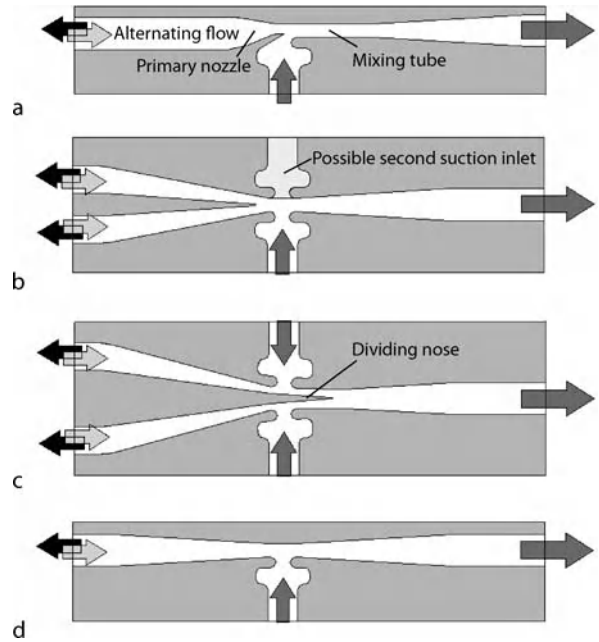 Alternating flow
Primary nozzle
Mixing tube
a
Possible second suction inlet
b
Dividing nose
c
d